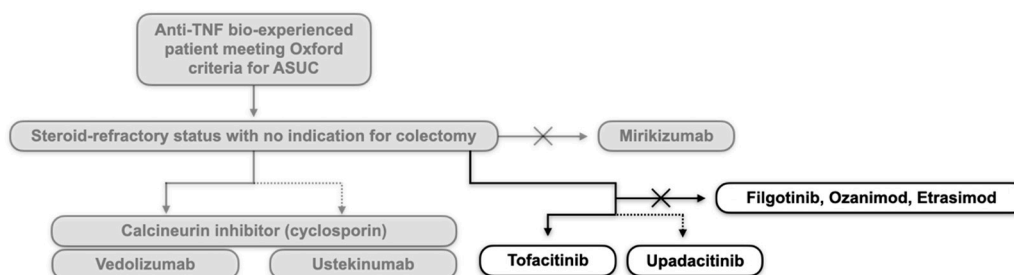 Anti-TNF bio-experienced
patient meeting Oxford
criteria for ASUC
Steroid-refractory status with no indication for colectomy
Mirikizumab
Filgotinib, Ozanimod, Etrasimod
Calcineurin inhibitor (cyclosporin)
Vedolizumab
Ustekinumab
Tofacitinib
Upadacitinib